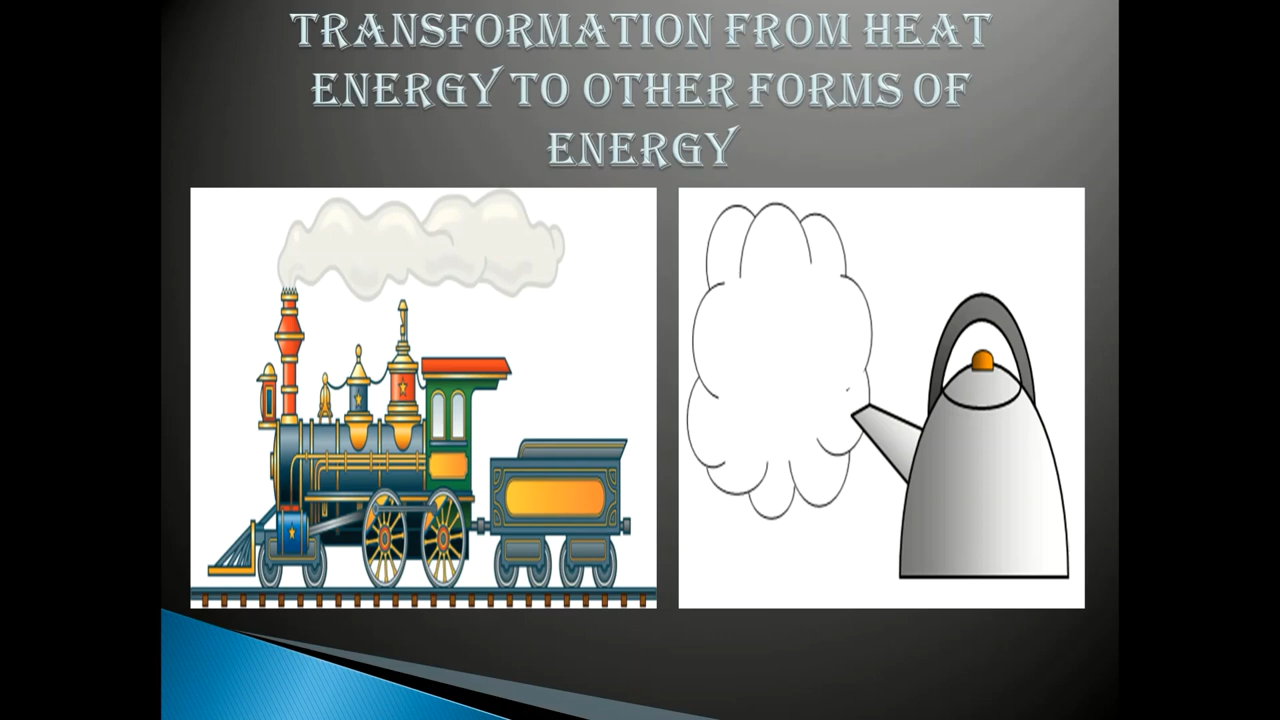 TRANSFORMATION FROM HEAT
ENERGY TO OTHER FORMS OF
ENERGY